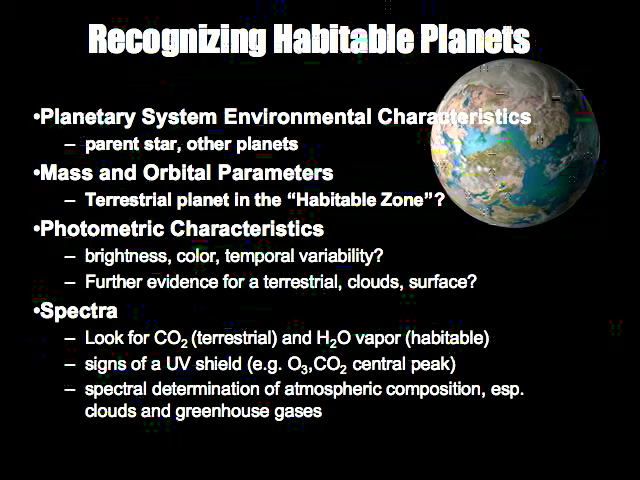 Recognizing Habitable Planets
•Planetary System Environmental Characteristics
– parent star, other planets
•Mass and Orbital Parameters
– Terrestrial planet in the “Habitable Zone”?
•Photometric Characteristics
– brightness, color, temporal variability?
– Further evidence for a terrestrial, clouds, surface?
•Spectra
– Look for CO₂ (terrestrial) and H₂O vapor (habitable)
– signs of a UV shield (e.g. O₃,CO₂ central peak)
– spectral determination of atmospheric composition, esp.
clouds and greenhouse gases